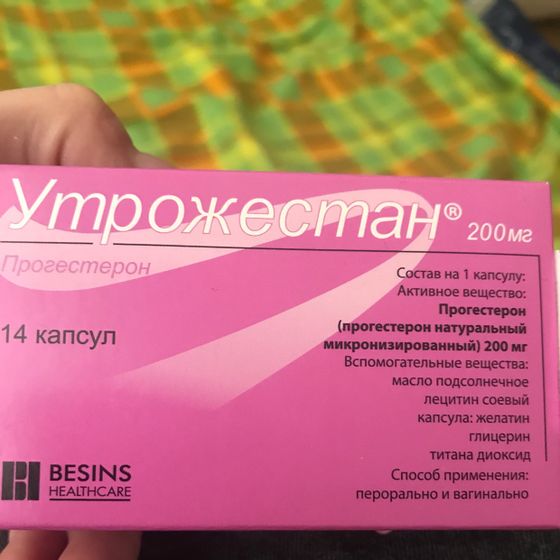 Утрожестан® 200мг
Прогестерон
14 капсул
Состав на 1 капсулу:
Активное вещество:
Прогестерон
(прогестерон натуральный
микронизированный) 200 мг
Вспомогательные вещества:
масло подсолнечное
лецитин соевый
капсула: желатин
глицерин
титана диоксид
Способ применения:
перорально и вагинально
BESINS
HEALTHCARE